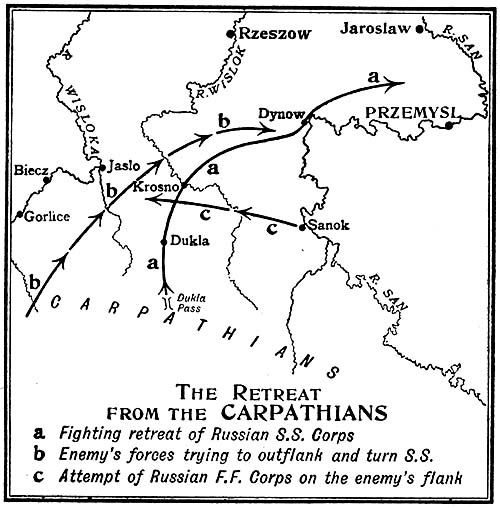 Rzeszow
Jaroslaw
R. SAN
R. WISLOKA
R. WISLOK
a
b
Dynow
PRZEMYSL
Biecz
Jaslo
a
b
Krosno
Gorlice
c
c
Sanok
Dukla
a
b
Dukla
Pass
R. SAN
CARPATHIANS
THE RETREAT
FROM THE CARPATHIANS
a Fighting retreat of Russian S.S. Corps
b Enemy's forces trying to outflank and turn S.S.
c Attempt of Russian F.F. Corps on the enemy's flank